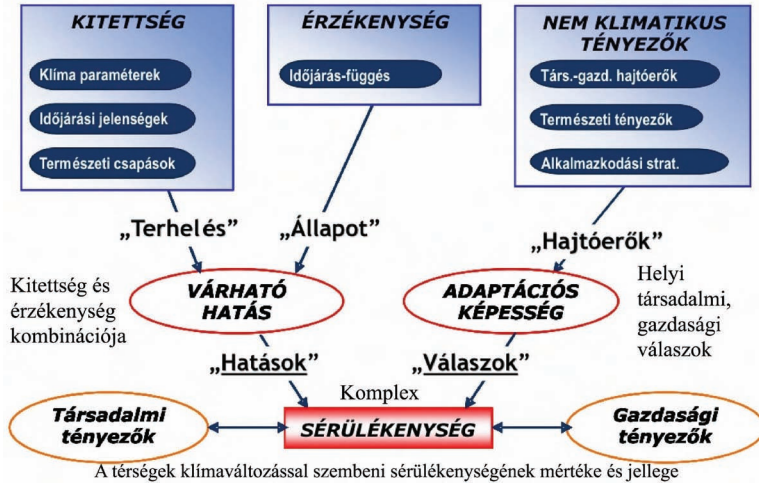 KITETTSÉG
Klíma paraméterek
Időjárási jelenségek
Természeti csapások
ÉRZÉKENYSÉG
Időjárás-függés
NEM KLIMATIKUS
TÉNYEZŐK
Társ.-gazd. hajtóerők
Természeti tényezők
Alkalmazkodási strat.
„Terhelés”
„Állapot”
„Hajtóerők”
Kitettség és
érzékenység
kombinációja
VÁRHATÓ
HATÁS
ADAPTÁCIÓS
KÉPESSÉG
Helyi
társadalmi,
gazdasági
válaszok
„Hatások”
„Válaszok”
Komplex
Társadalmi
tényezők
SÉRÜLÉKENYSÉG
Gazdasági
tényezők
A térségek klímaváltozással szembeni sérülékenységének mértéke és jellege